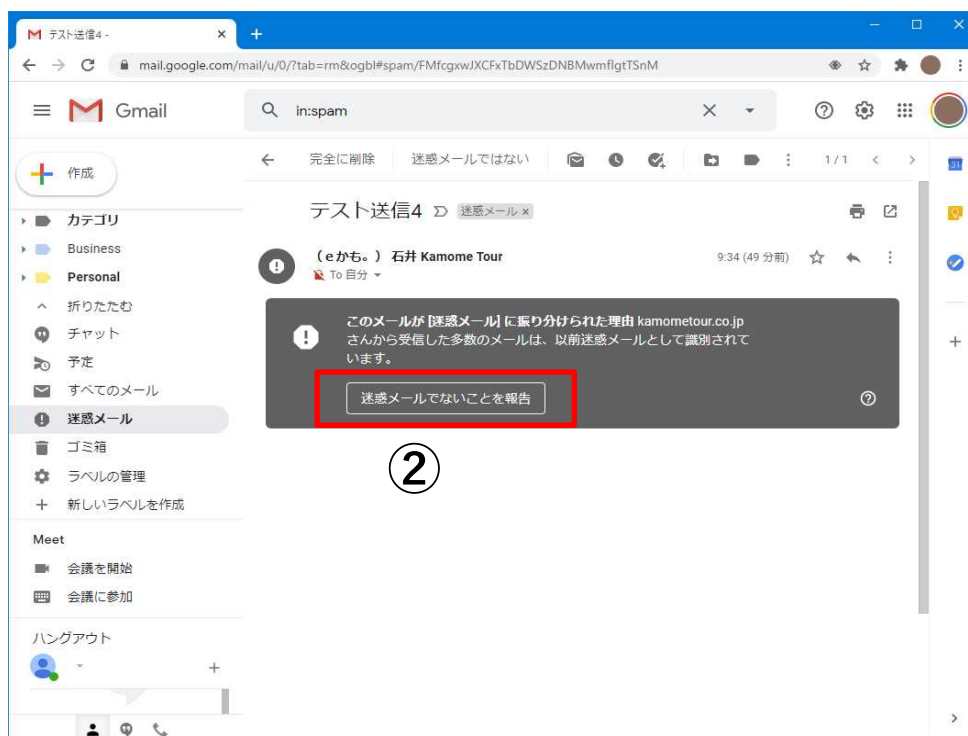 テスト送信4 -
mail.google.com/mail/u/0/?tab=rm&ogbl#spam/FMfcgxwJXCFxTbDWSzDNBMwmflgtTSnM
Gmail
in:spam
作成
完全に削除 迷惑メールではない 1/1
31
カテゴリ
Business
Personal
折りたたむ
チャット
予定
すべてのメール
迷惑メール
ゴミ箱
ラベルの管理
新しいラベルを作成
Meet
会議を開始
会議に参加
ハングアウト
テスト送信4 迷惑メール ×
(eかも。) 石井 Kamome Tour 9:34 (49 分前)
To 自分
このメールが [迷惑メール] に振り分けられた理由 kamometour.co.jp
さんから受信した多数のメールは、以前迷惑メールとして識別されて
います。
迷惑メールでないことを報告
②